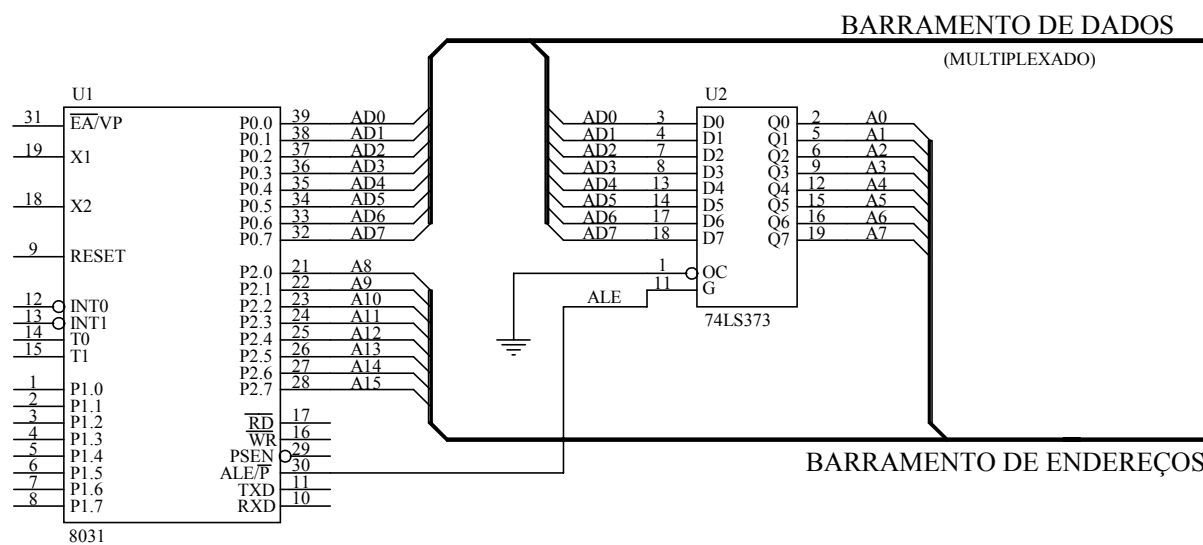 BARRAMENTO DE DADOS
(MULTIPLEXADO)
U1
31 EA/VP
19 X1
18 X2
9 RESET
12 INT0
13 INT1
14 T0
15 T1
1 P1.0
2 P1.1
3 P1.2
4 P1.3
5 P1.4
6 P1.5
7 P1.6
8 P1.7
P0.0 39 AD0
P0.1 38 AD1
P0.2 37 AD2
P0.3 36 AD3
P0.4 35 AD4
P0.5 34 AD5
P0.6 33 AD6
P0.7 32 AD7
P2.0 21 A8
P2.1 22 A9
P2.2 23 A10
P2.3 24 A11
P2.4 25 A12
P2.5 26 A13
P2.6 27 A14
P2.7 28 A15
RD 17
WR 16
PSEN 29
ALE/P 30
TXD 11
RXD 10
8031
U2
AD0 3 D0 Q0 2 A0
AD1 4 D1 Q1 5 A1
AD2 7 D2 Q2 6 A2
AD3 8 D3 Q3 9 A3
AD4 13 D4 Q4 12 A4
AD5 14 D5 Q5 15 A5
AD6 17 D6 Q6 16 A6
AD7 18 D7 Q7 19 A7
1 OC
ALE 11 G
74LS373
BARRAMENTO DE ENDEREÇOS